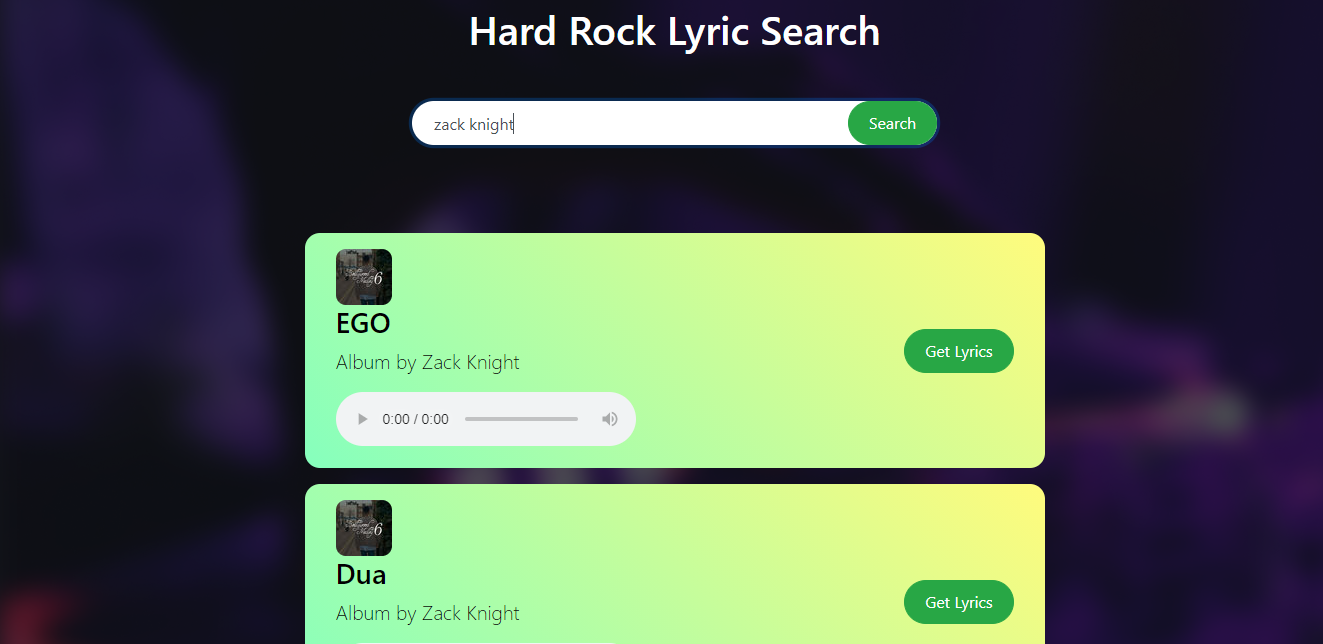 Hard Rock Lyric Search
zack knight
Search
6
EGO
Album by Zack Knight
0:00 / 0:00
Get Lyrics
6
Dua
Album by Zack Knight
Get Lyrics